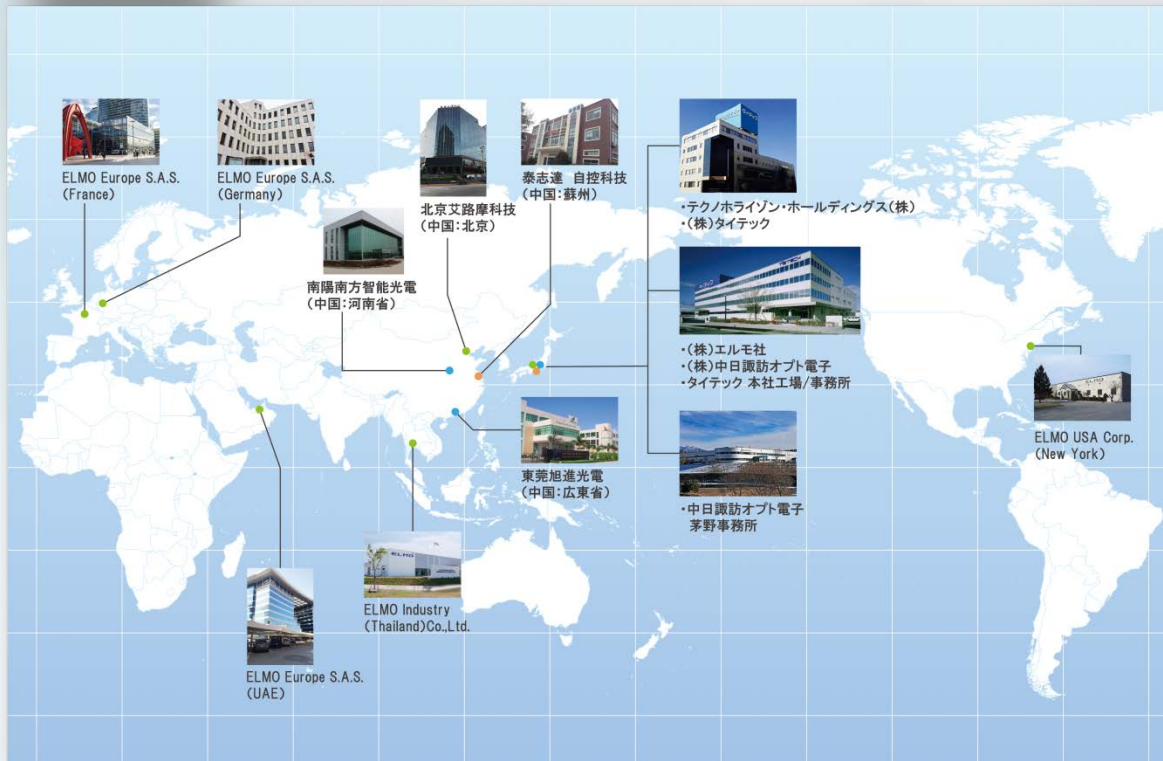 ELMO Europe S.A.S.
(France)
ELMO Europe S.A.S.
(Germany)
北京艾路摩科技
(中国:北京)
泰志達 自控科技
(中国:蘇州)
南陽南方智能光電
(中国:河南省)
・テクノホライゾン・ホールディングス(株)
・(株)タイテック
・(株)エルモ社
・(株)中日諏訪オプト電子
・タイテック 本社工場/事務所
東莞旭進光電
(中国:広東省)
・中日諏訪オプト電子
茅野事務所
ELMO USA Corp.
(New York)
ELMO
ELMO Industry
(Thailand)Co.,Ltd.
ELMO Europe S.A.S.
(UAE)